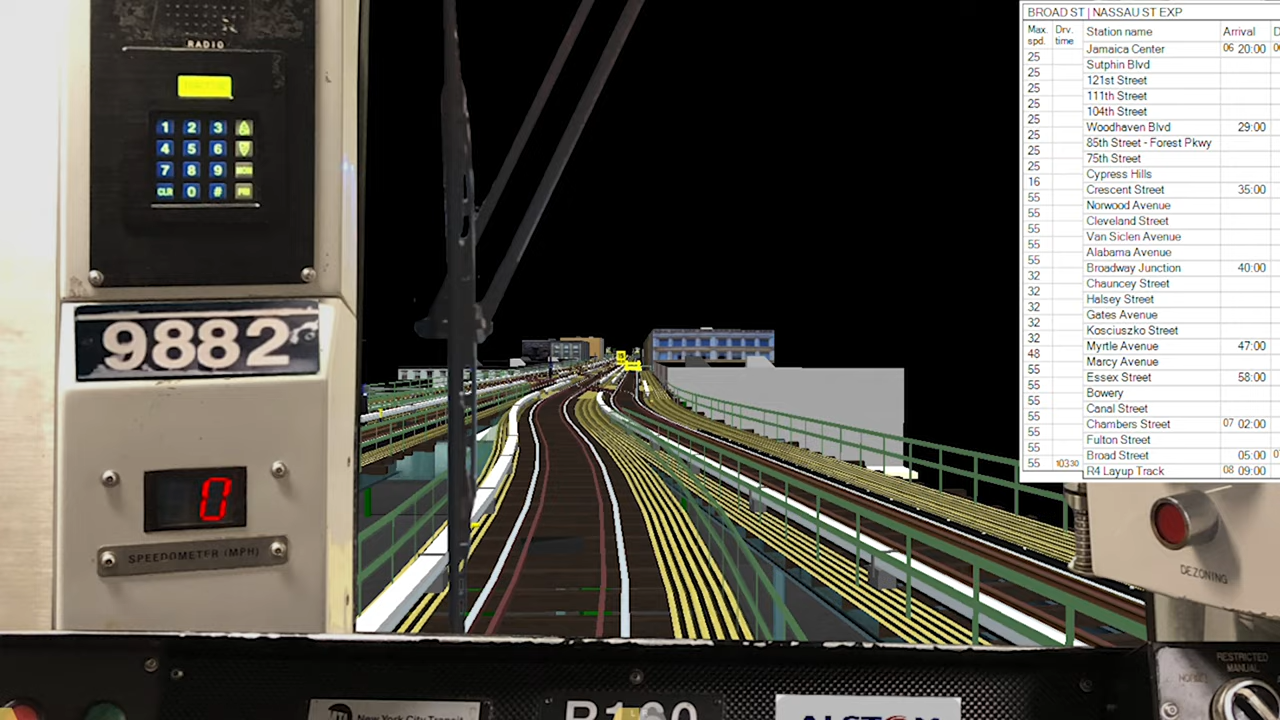 RADIO
1 2 3
4 5 6
7 8 9
CLR 0 #
9882
0
SPEEDOMETER (MPH)
BROAD ST | NASSAU ST EXP
Max. spd. Drv. time Station name Arrival D
Jamaica Center 06 20:00
25 Sutphin Blvd
25 121st Street
25 111th Street
25 104th Street
25 Woodhaven Blvd 29:00
25 85th Street - Forest Pkwy
25 75th Street
25 Cypress Hills
16 Crescent Street 35:00
55 Norwood Avenue
55 Cleveland Street
55 Van Siclen Avenue
55 Alabama Avenue
55 Broadway Junction 40:00
32 Chauncey Street
32 Halsey Street
32 Gates Avenue
32 Kosciuszko Street
32 Myrtle Avenue 47:00
48 Marcy Avenue
55 Essex Street 58:00
55 Bowery
55 Canal Street
55 Chambers Street 07 02:00
55 Fulton Street
55 Broad Street 05:00
55 10330 R4 Layup Track 08 09:00
DEZONING
RESTRICTED
MANUAL
New York City Transit
R160
ALSTOM